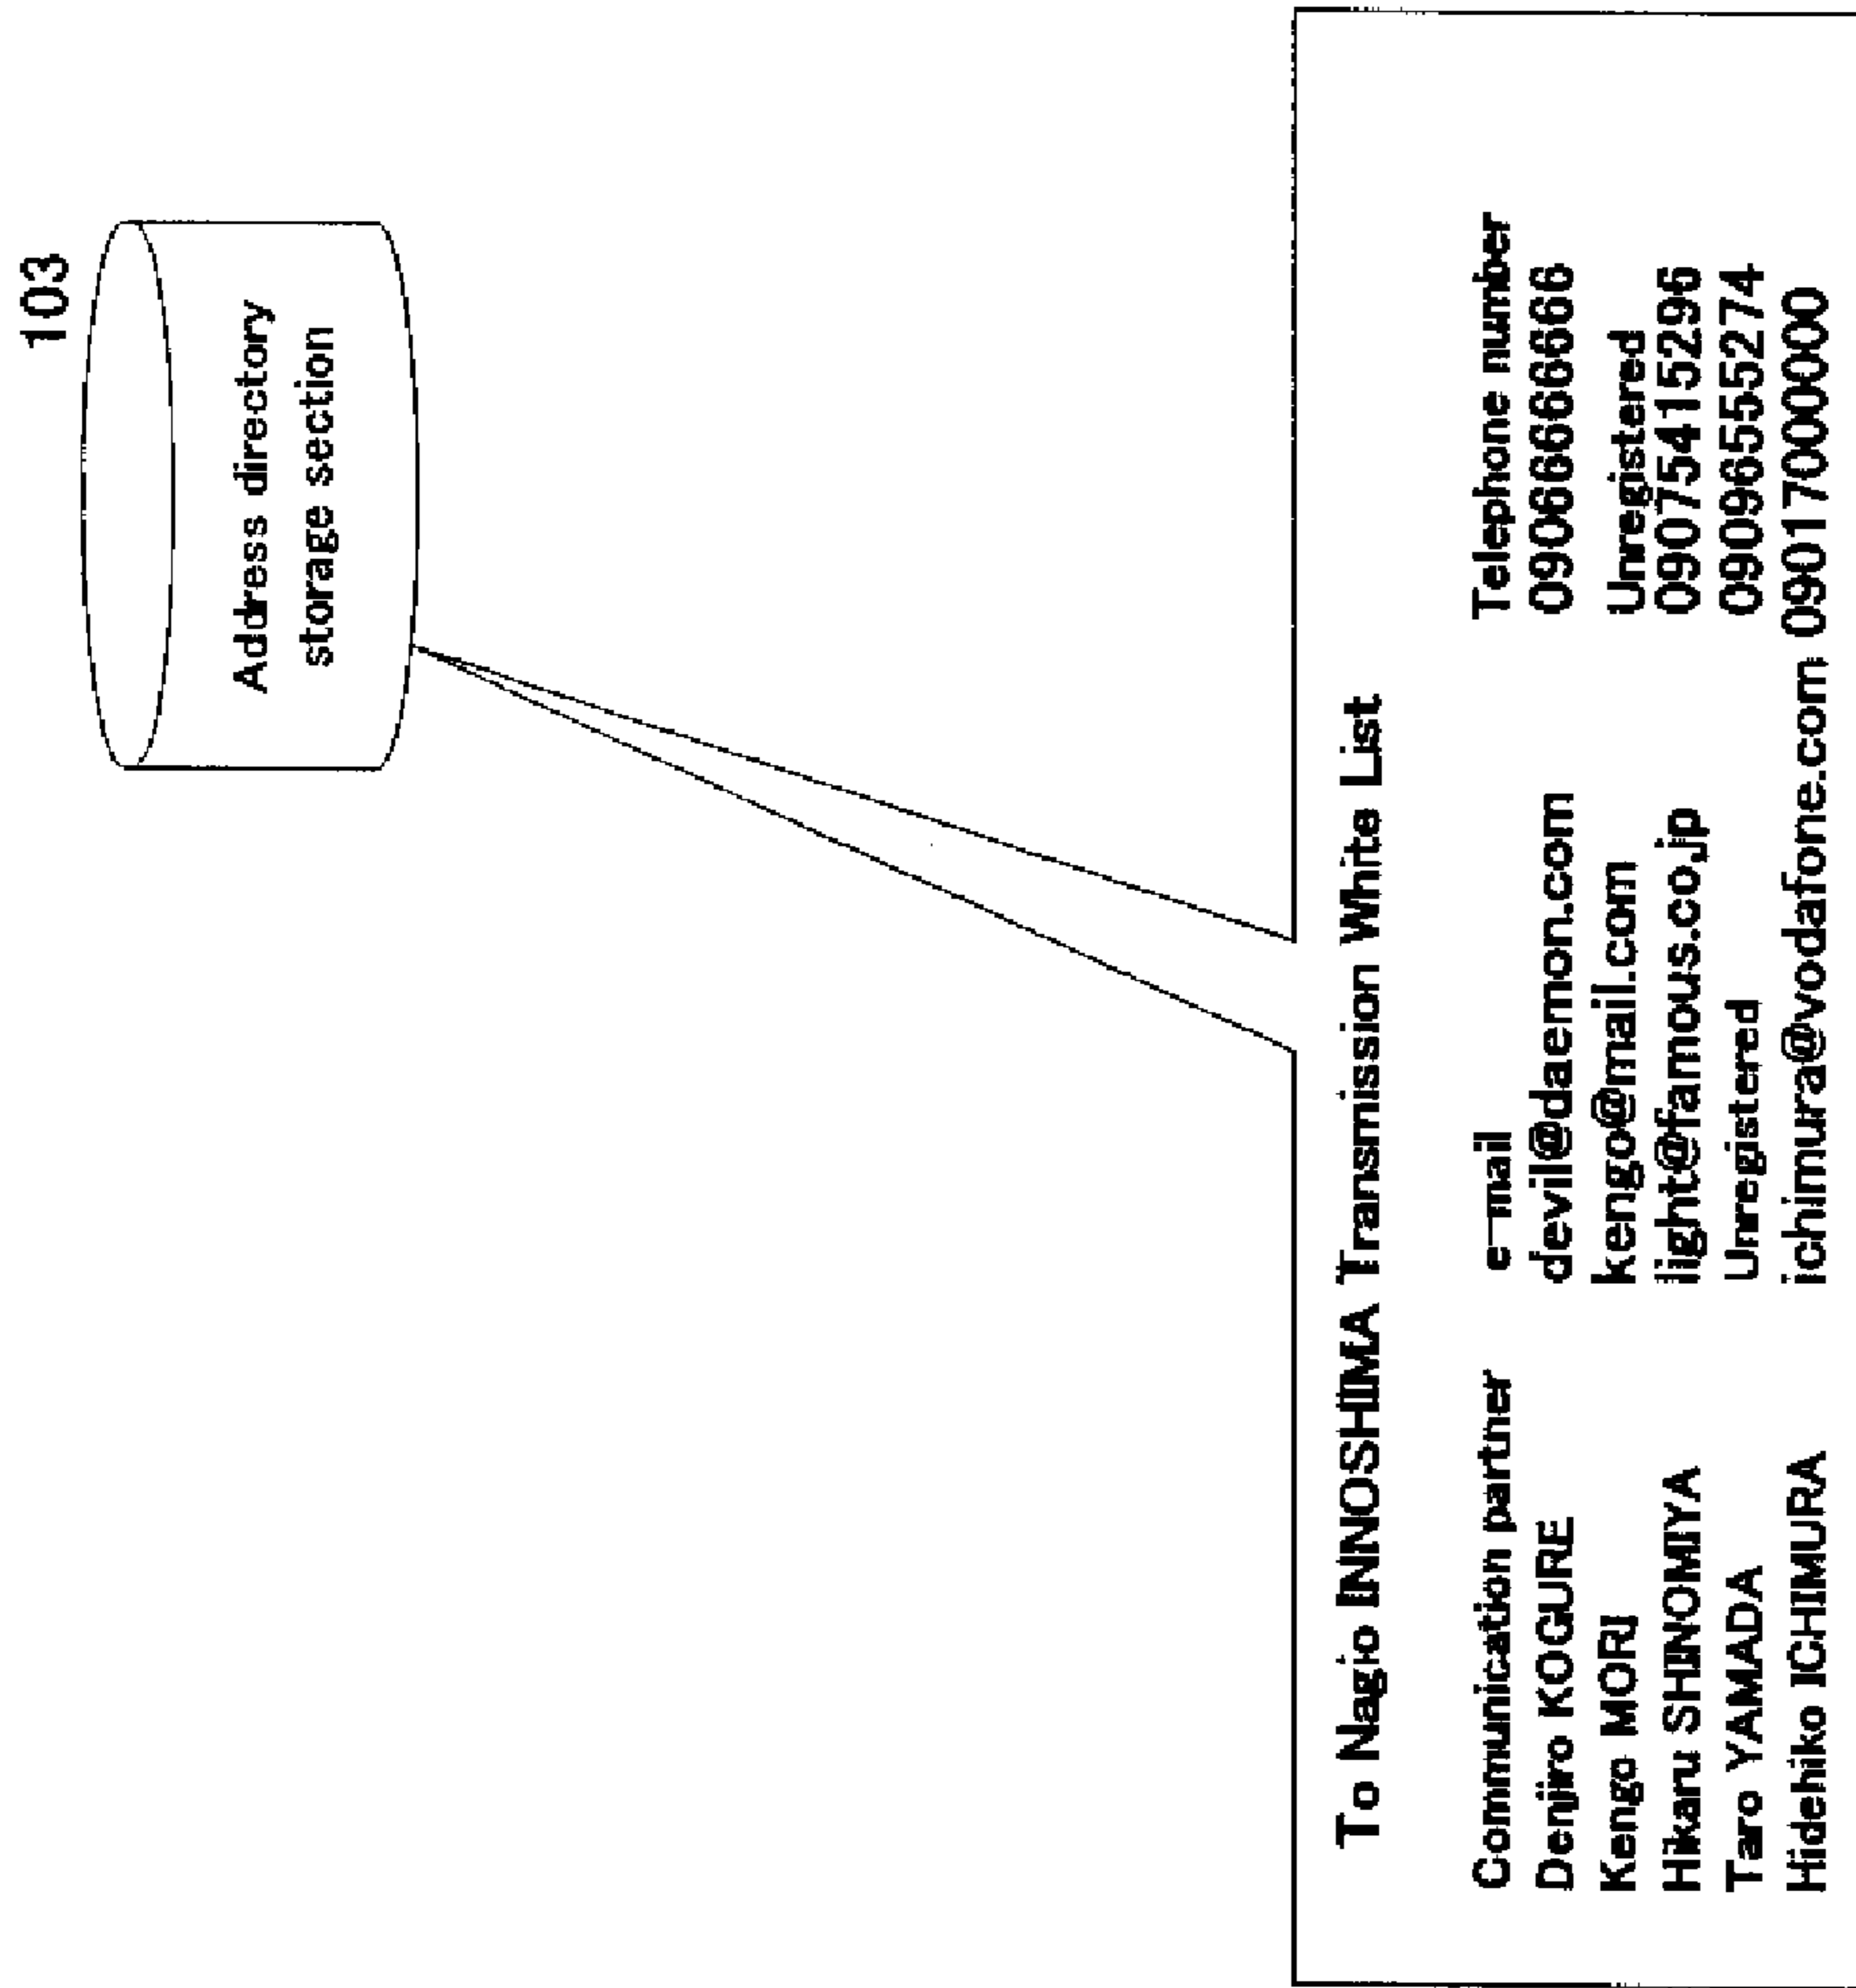 103
Address directory
storage section
To Nagio INNOSHIMA Transmission White List
Communication partner e-mail Telephone number
Denjiro KOGURE devil@daemon.com 09066666666
Kengo MORI kengo@mail.com Unregistered
Hikaru SHINOMIYA light@famous.co.jp 09075415296
Taro YAMADA Unregistered 09096555274
Hidehiko ICHIMURA ichimura@vodafone.com 09017000000